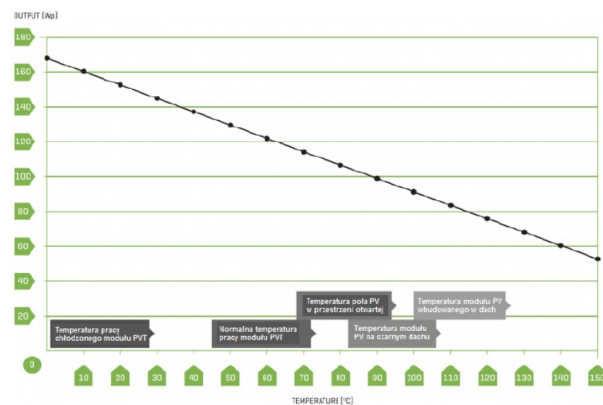 OUTPUT (Wp)
180
160
140
120
100
80
60
40
20
0
Temperatura pracy
chłodzonego modułu PVT
Normalna temperatura
pracy modułu PVT
Temperatura pola PV
w przestrzeni otwartej
Temperatura modułu
PV na czarnym dachu
Temperatura modułu PV
wbudowanego w dach
10 20 30 40 50 60 70 80 90 100 110 120 130 140 150
TEMPERATURE (°C)